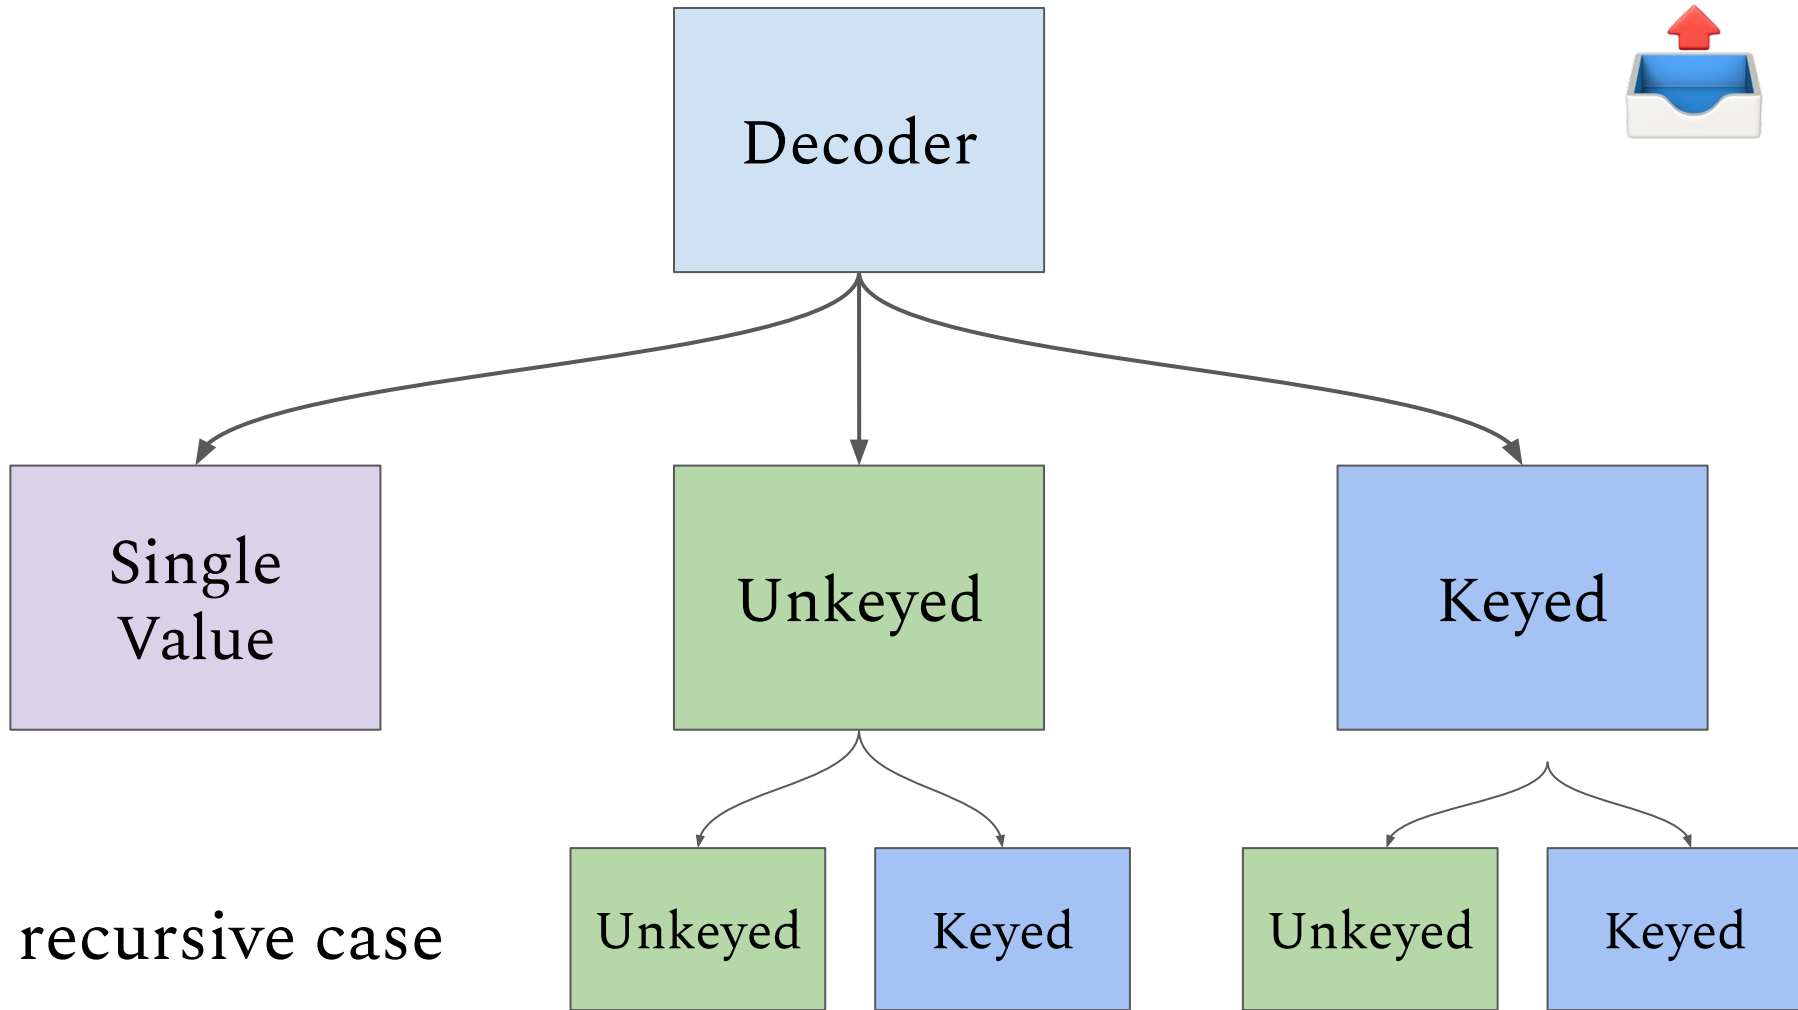 Decoder
Single
Value
Unkeyed
Keyed
recursive case
Unkeyed
Keyed
Unkeyed
Keyed